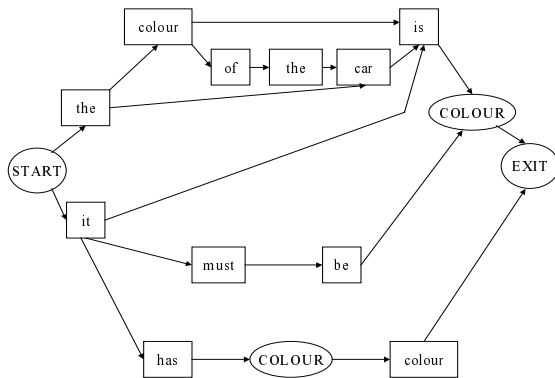 colour
is
of
the
car
the
COLOUR
START
EXIT
it
must
be
has
COLOUR
colour